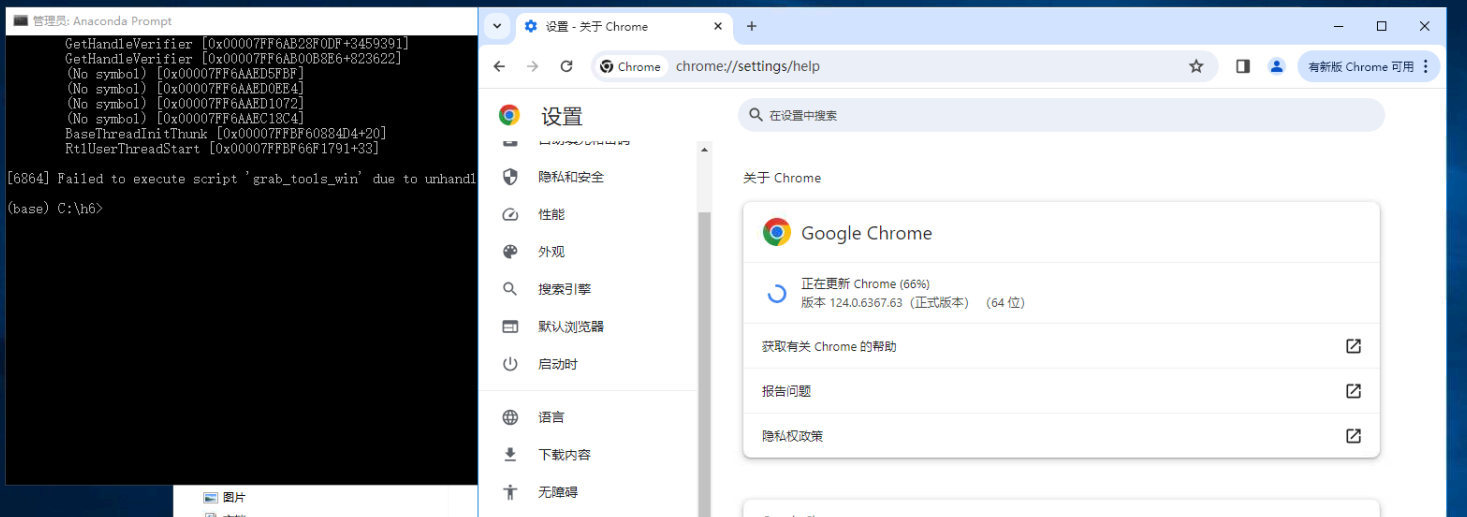 管理员: Anaconda Prompt
GetHandleVerifier [0x00007FF6AB28F0DF+3459391]
GetHandleVerifier [0x00007FF6AB00B8E6+823622]
(No symbol) [0x00007FF6AAED5FBF]
(No symbol) [0x00007FF6AAED0EE4]
(No symbol) [0x00007FF6AAED1072]
(No symbol) [0x00007FF6AAEC18C4]
BaseThreadInitThunk [0x00007FFBF60884D4+20]
RtlUserThreadStart [0x00007FFBF66F1791+33]
[6864] Failed to execute script 'grab_tools_win' due to unhandl
(base) C:\h6>
图片
设置 - 关于 Chrome
Chrome
chrome://settings/help
有新版 Chrome 可用
设置
在设置中搜索
隐私和安全
性能
外观
搜索引擎
默认浏览器
启动时
语言
下载内容
无障碍
关于 Chrome
Google Chrome
正在更新 Chrome (66%)
版本 124.0.6367.63（正式版本） （64 位）
获取有关 Chrome 的帮助
报告问题
隐私权政策